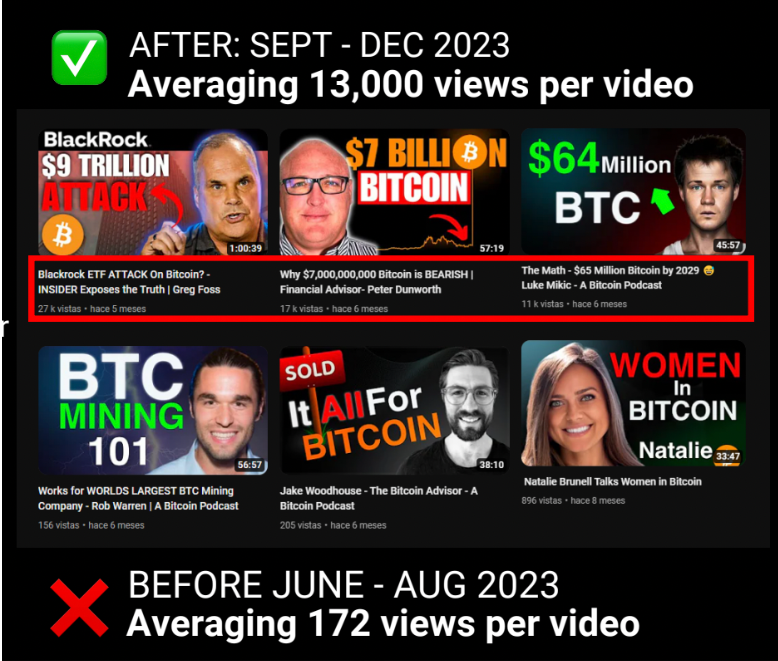 AFTER: SEPT - DEC 2023
Averaging 13,000 views per video
BlackRock
$9 TRILLION
ATTACK
1:00:39
$7 BILLION
BITCOIN
57:19
$64 Million
BTC
45:57
Blackrock ETF ATTACK On Bitcoin? -
INSIDER Exposes the Truth | Greg Foss
27 k vistas • hace 5 meses
Why $7,000,000,000 Bitcoin is BEARISH |
Financial Advisor- Peter Dunworth
17 k vistas • hace 6 meses
The Math - $65 Million Bitcoin by 2029 😅
Luke Mikic - A Bitcoin Podcast
11 k vistas • hace 6 meses
r
BTC
MINING
101
56:57
SOLD
It All For
BITCOIN
38:10
WOMEN
In
BITCOIN
Natalie
33:47
Works for WORLDS LARGEST BTC Mining
Company - Rob Warren | A Bitcoin Podcast
156 vistas • hace 6 meses
Jake Woodhouse - The Bitcoin Advisor - A
Bitcoin Podcast
205 vistas • hace 6 meses
Natalie Brunell Talks Women in Bitcoin
896 vistas • hace 8 meses
BEFORE JUNE - AUG 2023
Averaging 172 views per video